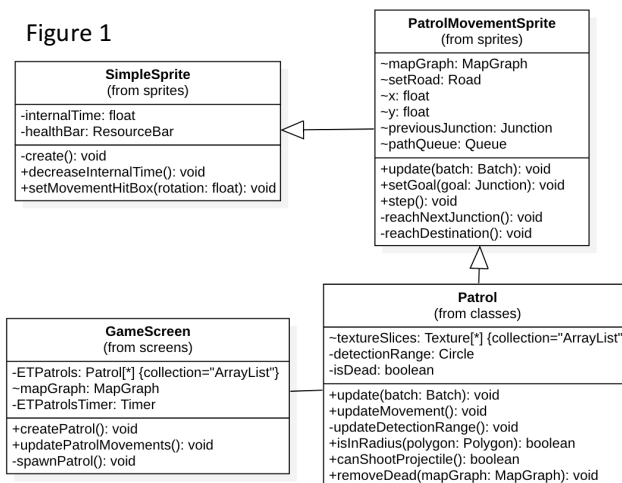 Figure 1
SimpleSprite
(from sprites)
-internalTime: float
-healthBar: ResourceBar
-create(): void
+decreaseInternalTime(): void
+setMovementHitBox(rotation: float): void
PatrolMovementSprite
(from sprites)
~mapGraph: MapGraph
~setRoad: Road
~x: float
~y: float
~previousJunction: Junction
~pathQueue: Queue
+update(batch: Batch): void
+setGoal(goal: Junction): void
+step(): void
-reachNextJunction(): void
-reachDestination(): void
GameScreen
(from screens)
-ETPatrols: Patrol[*] {collection="ArrayList"}
~mapGraph: MapGraph
-ETPatrolsTimer: Timer
+createPatrol(): void
+updatePatrolMovements(): void
-spawnPatrol(): void
Patrol
(from classes)
~textureSlices: Texture[*] {collection="ArrayList"
-detectionRange: Circle
-isDead: boolean
+update(batch: Batch): void
+updateMovement(): void
-updateDetectionRange(): void
+isInRadius(polygon: Polygon): boolean
+canShootProjectile(): boolean
+removeDead(mapGraph: MapGraph): void